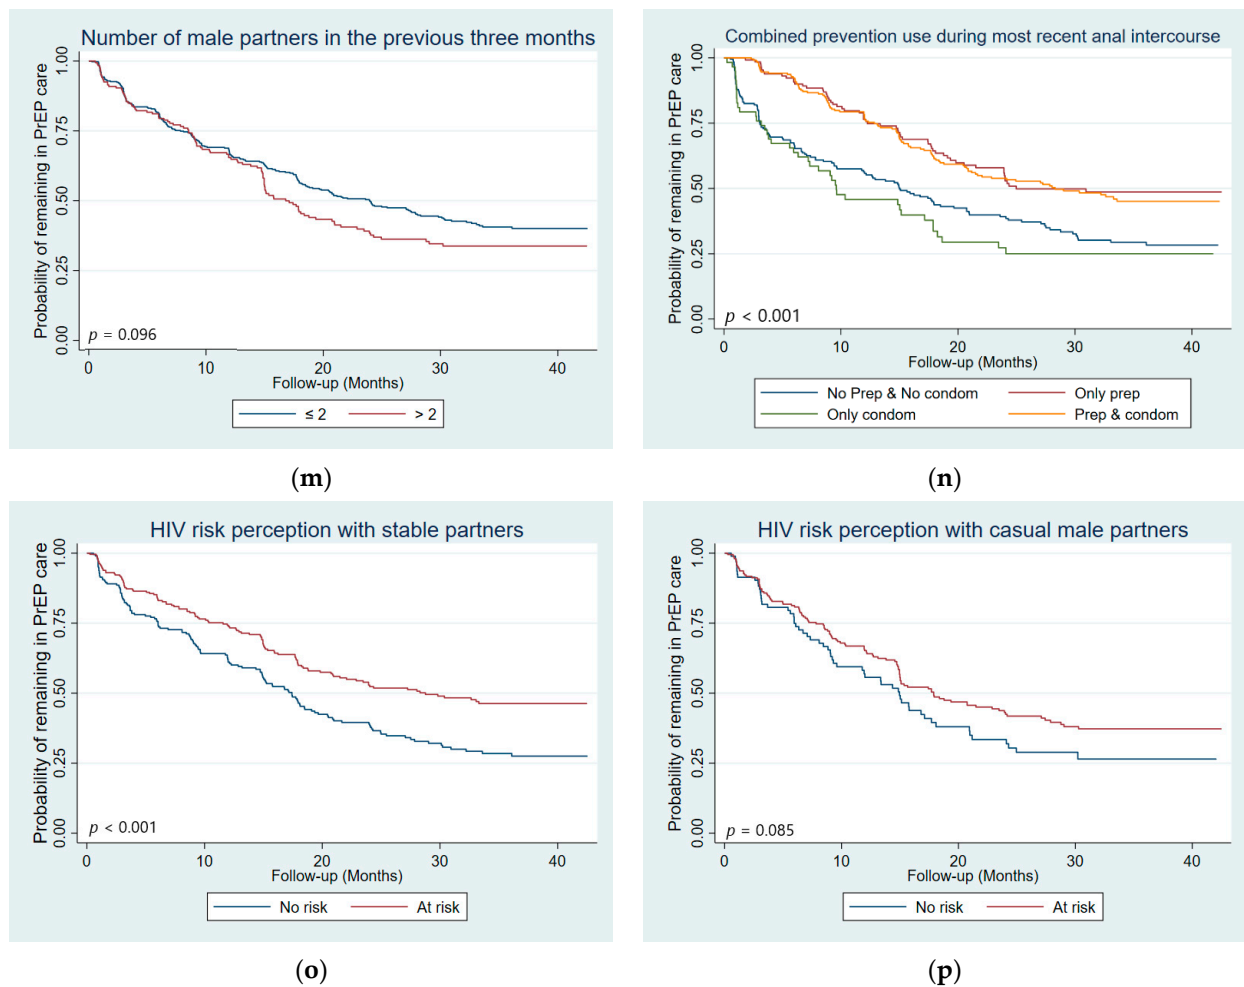 Number of male partners in the previous three months
Probability of remaining in PrEP care
1.00
0.75
0.50
0.25
0.00
p = 0.096
0 10 20 30 40
Follow-up (Months)
≤ 2 > 2
(m)
Combined prevention use during most recent anal intercourse
Probability of remaining in PrEP care
1.00
0.75
0.50
0.25
0.00
p < 0.001
0 10 20 30 40
Follow-up (Months)
No Prep & No condom Only prep
Only condom Prep & condom
(n)
HIV risk perception with stable partners
Probability of remaining in PrEP care
1.00
0.75
0.50
0.25
0.00
p < 0.001
0 10 20 30 40
Follow-up (Months)
No risk At risk
(o)
HIV risk perception with casual male partners
Probability of remaining in PrEP care
1.00
0.75
0.50
0.25
0.00
p = 0.085
0 10 20 30 40
Follow-up (Months)
No risk At risk
(p)